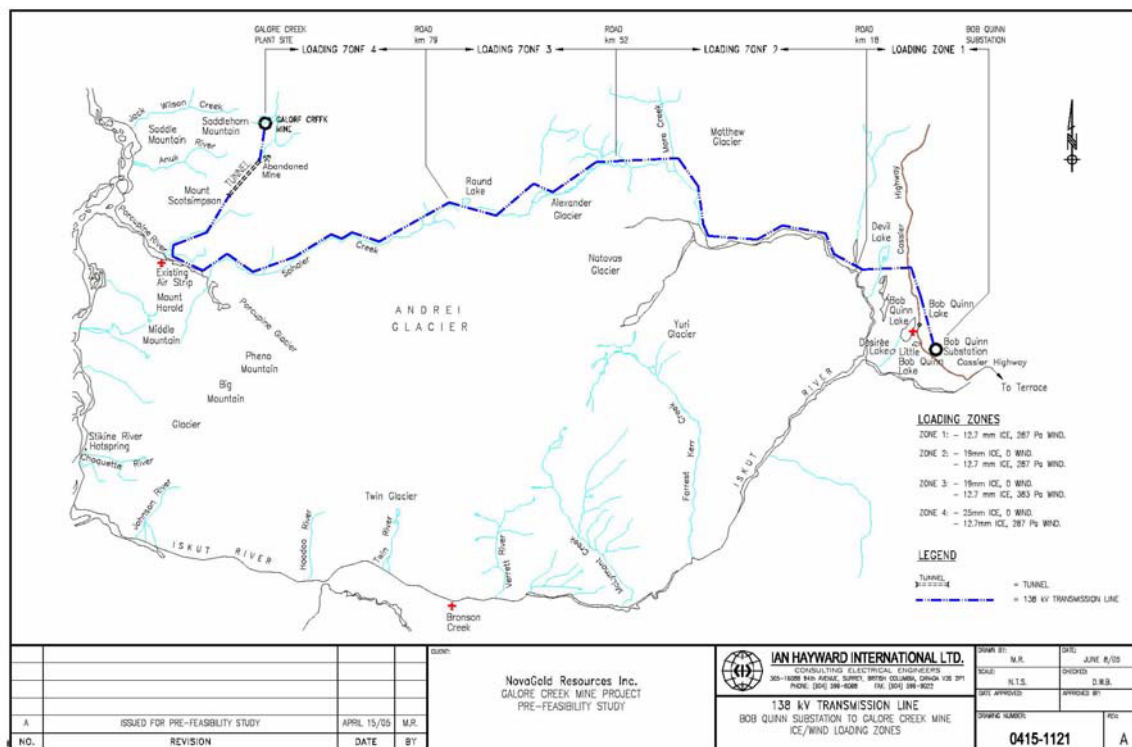 GALORE CREEK
PLANT SITE
LOADING ZONE 4
ROAD
km 79
LOADING ZONE 3
ROAD
km 52
LOADING ZONE 2
ROAD
km 18
LOADING ZONE 1
BOB QUINN
SUBSTATION
Jack Wilson Creek
Saddle
Mountain
Saddlehorn
Mountain
GALORE CREEK
MINE
Anuk River
Abandoned
Mine
TUNNEL
Mount
Scotsimpson
Porcupine River
Existing
Air Strip
Mount
Harold
Middle
Mountain
Porcupine Glacier
Pheno
Mountain
Big
Mountain
Glacier
Stikine River
Hotspring
Choquette River
Johnson River
ISKUT RIVER
Hoodoo River
Twin Glacier
Twin River
Verrett River
McLymont Creek
Bronson
Creek
Sphaler Creek
Round
Lake
Alexander
Glacier
More Creek
Matthew
Glacier
Natavas
Glacier
ANDREI
GLACIER
Yuri
Glacier
Forrest Kerr Creek
ISKUT RIVER
Devil
Lake
Cassier Highway
Bob
Quinn
Lake
Bob Quinn
Lake
Desiree
Lake
Little
Bob Quinn
Lake
Bob Quinn
Substation
Cassier Highway
To Terrace
LOADING ZONES
ZONE 1: - 12.7 mm ICE, 287 Pa WIND.
ZONE 2: - 19mm ICE, 0 WIND.
- 12.7 mm ICE, 287 Pa WIND.
ZONE 3: - 19mm ICE, 0 WIND.
- 12.7 mm ICE, 383 Pa WIND.
ZONE 4: - 25mm ICE, 0 WIND.
- 12.7mm ICE, 287 Pa WIND.
LEGEND
TUNNEL
= TUNNEL
= 138 kV TRANSMISSION LINE
A ISSUED FOR PRE-FEASIBILITY STUDY APRIL 15/05 M.R.
NO. REVISION DATE BY
CLIENT:
NovaGold Resources Inc.
GALORE CREEK MINE PROJECT
PRE-FEASIBILITY STUDY
IAN HAYWARD INTERNATIONAL LTD.
CONSULTING ELECTRICAL ENGINEERS
SURREY, BRITISH COLUMBIA, CANADA
138 kV TRANSMISSION LINE
BOB QUINN SUBSTATION TO GALORE CREEK MINE
ICE/WIND LOADING ZONES
DRAWN BY:
M.R.
DATE:
JUNE 8/05
SCALE:
N.T.S.
CHECKED:
D.W.B.
DATE APPROVED:
APPROVED BY:
DRAWING NUMBER:
0415-1121
REV.
A